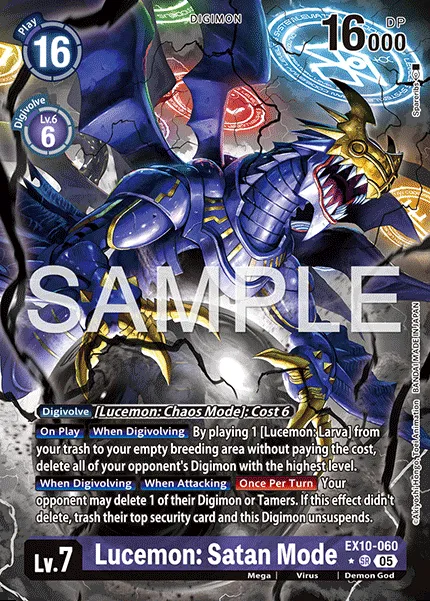 DIGIMON
Play
16
DP
16000
Digivolve
Lv.6
6
SAMPLE
Digivolve [Lucemon: Chaos Mode]: Cost 6
On Play When Digivolving By playing 1 [Lucemon: Larva] from
your trash to your empty breeding area without paying the cost,
delete all of your opponent's Digimon with the highest level.
When Digivolving When Attacking Once Per Turn Your
opponent may delete 1 of their Digimon or Tamers. If this effect didn't
delete, trash their top security card and this Digimon unsuspends.
Lv.7
Lucemon: Satan Mode
EX10-060
SR 05
Mega Virus Demon God
©Akiyoshi Hongo, Toei Animation BANDAI MADE IN JAPAN